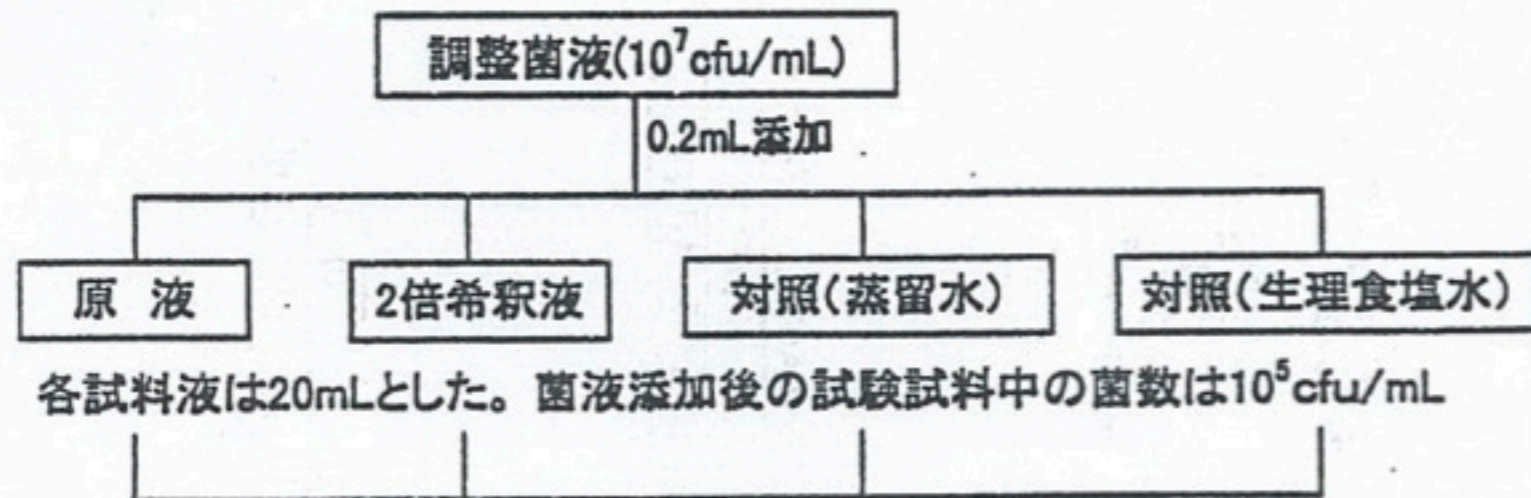 調整菌液(10⁷cfu/mL)
0.2mL添加
原 液
2倍希釈液
対照(蒸留水)
対照(生理食塩水)
各試料液は20mLとした。菌液添加後の試験試料中の菌数は10⁵cfu/mL